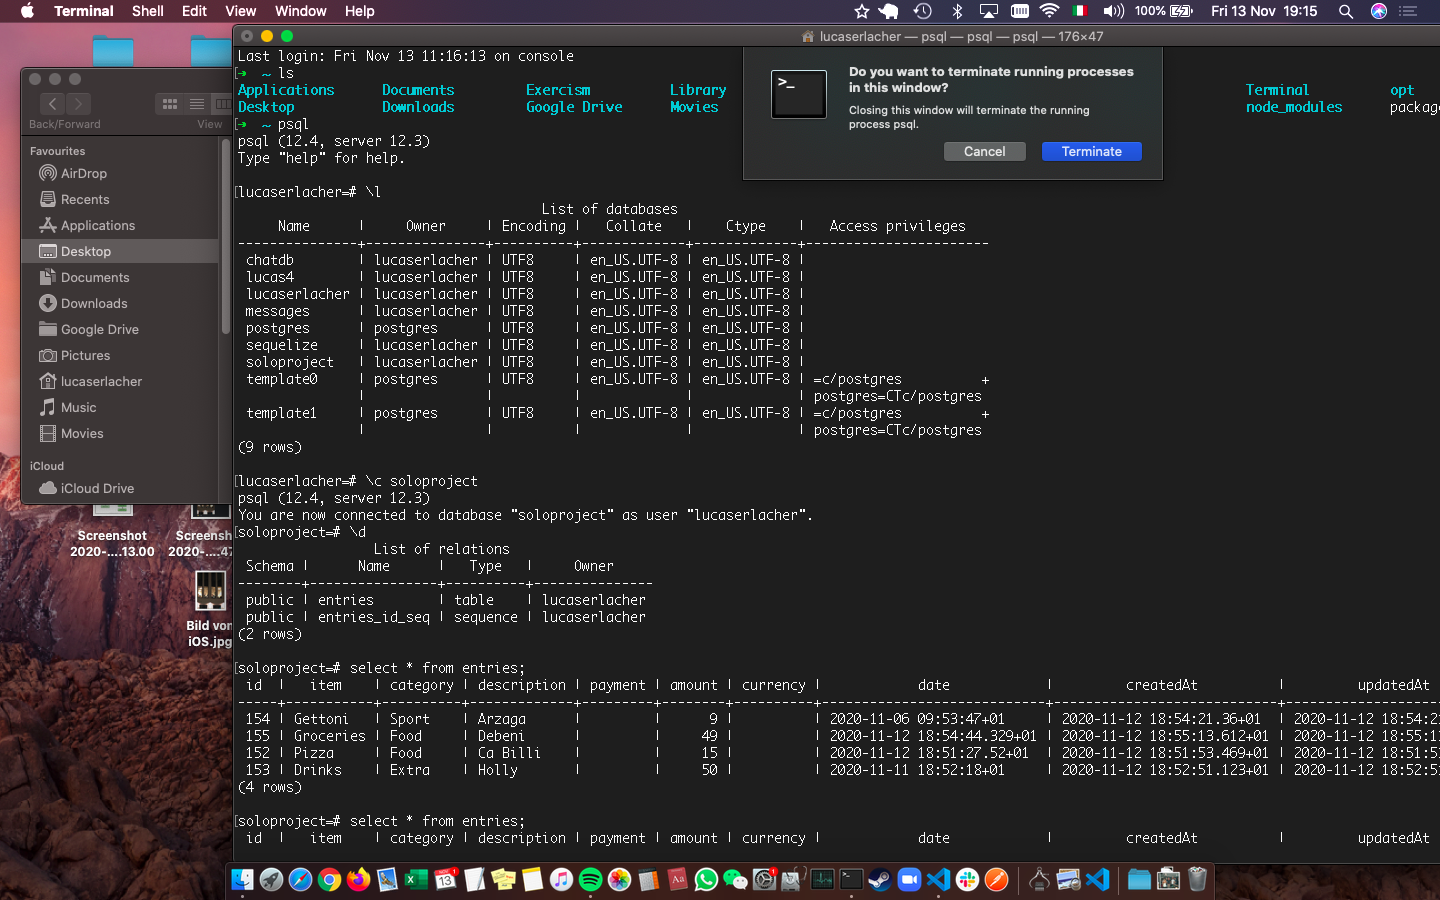 Terminal Shell Edit View Window Help 100% Fri 13 Nov 19:15
lucaserlacher — psql — psql — psql — 176×47
Last login: Fri Nov 13 11:16:13 on console
[➜ ~ ls
Applications Documents Exercism Library Terminal opt
Desktop Downloads Google Drive Movies node_modules package
[➜ ~ psql
psql (12.4, server 12.3)
Type "help" for help.
Do you want to terminate running processes
in this window?
Closing this window will terminate the running
process psql.
Cancel Terminate
[lucaserlacher=# \l
List of databases
Name | Owner | Encoding | Collate | Ctype | Access privileges
---------------+---------------+----------+-------------+-------------+-----------------------
chatdb | lucaserlacher | UTF8 | en_US.UTF-8 | en_US.UTF-8 |
lucas4 | lucaserlacher | UTF8 | en_US.UTF-8 | en_US.UTF-8 |
lucaserlacher | lucaserlacher | UTF8 | en_US.UTF-8 | en_US.UTF-8 |
messages | lucaserlacher | UTF8 | en_US.UTF-8 | en_US.UTF-8 |
postgres | postgres | UTF8 | en_US.UTF-8 | en_US.UTF-8 |
sequelize | lucaserlacher | UTF8 | en_US.UTF-8 | en_US.UTF-8 |
soloproject | lucaserlacher | UTF8 | en_US.UTF-8 | en_US.UTF-8 |
template0 | postgres | UTF8 | en_US.UTF-8 | en_US.UTF-8 | =c/postgres +
| | | | | postgres=CTc/postgres
template1 | postgres | UTF8 | en_US.UTF-8 | en_US.UTF-8 | =c/postgres +
| | | | | postgres=CTc/postgres
(9 rows)
[lucaserlacher=# \c soloproject
psql (12.4, server 12.3)
You are now connected to database "soloproject" as user "lucaserlacher".
[soloproject=# \d
List of relations
Schema | Name | Type | Owner
--------+----------------+----------+---------------
public | entries | table | lucaserlacher
public | entries_id_seq | sequence | lucaserlacher
(2 rows)
[soloproject=# select * from entries;
id | item | category | description | payment | amount | currency | date | createdAt | updatedAt
154 | Gettoni | Sport | Arzaga | | 9 | | 2020-11-06 09:53:47+01 | 2020-11-12 18:54:21.36+01 | 2020-11-12 18:54:2
155 | Groceries | Food | Debeni | | 49 | | 2020-11-12 18:54:44.329+01 | 2020-11-12 18:55:13.612+01 | 2020-11-12 18:55:1
152 | Pizza | Food | Ca Billi | | 15 | | 2020-11-12 18:51:27.52+01 | 2020-11-12 18:51:53.469+01 | 2020-11-12 18:51:5
153 | Drinks | Extra | Holly | | 50 | | 2020-11-11 18:52:18+01 | 2020-11-12 18:52:51.123+01 | 2020-11-12 18:52:5
(4 rows)
[soloproject=# select * from entries;
id | item | category | description | payment | amount | currency | date | createdAt | updatedAt
Back/Forward View
Favourites
AirDrop
Recents
Applications
Desktop
Documents
Downloads
Google Drive
Pictures
lucaserlacher
Music
Movies
iCloud
iCloud Drive
Screenshot
2020-....13.00
Screens
2020-....47
Bild von
iOS.jpg
NOV
13